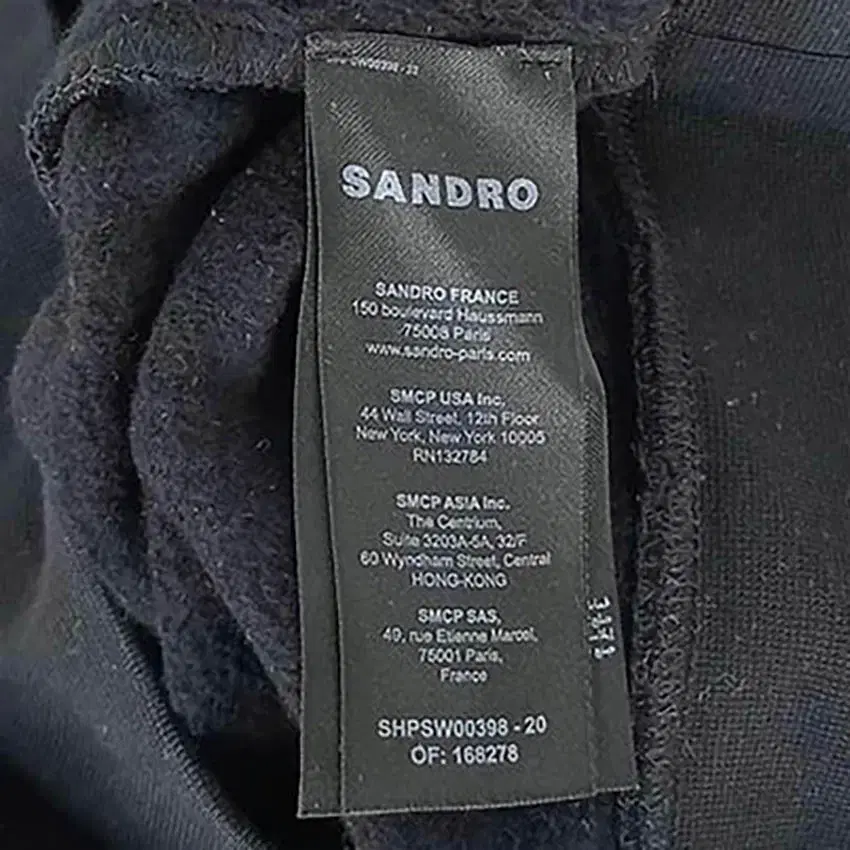 SANDRO
SANDRO FRANCE
150 boulevard Haussmann
75008 Paris
www.sandro-paris.com
SMCP USA Inc.
44 Wall Street, 12th Floor
New York, New York 10005
RN132784
SMCP ASIA Inc.
The Centrium,
Suite 3203A-5A, 32/F
60 Wyndham Street, Central
HONG-KONG
SMCP SAS,
49, rue Etienne Marcel,
75001 Paris,
France
SHPSW00398 - 20
OF: 168278